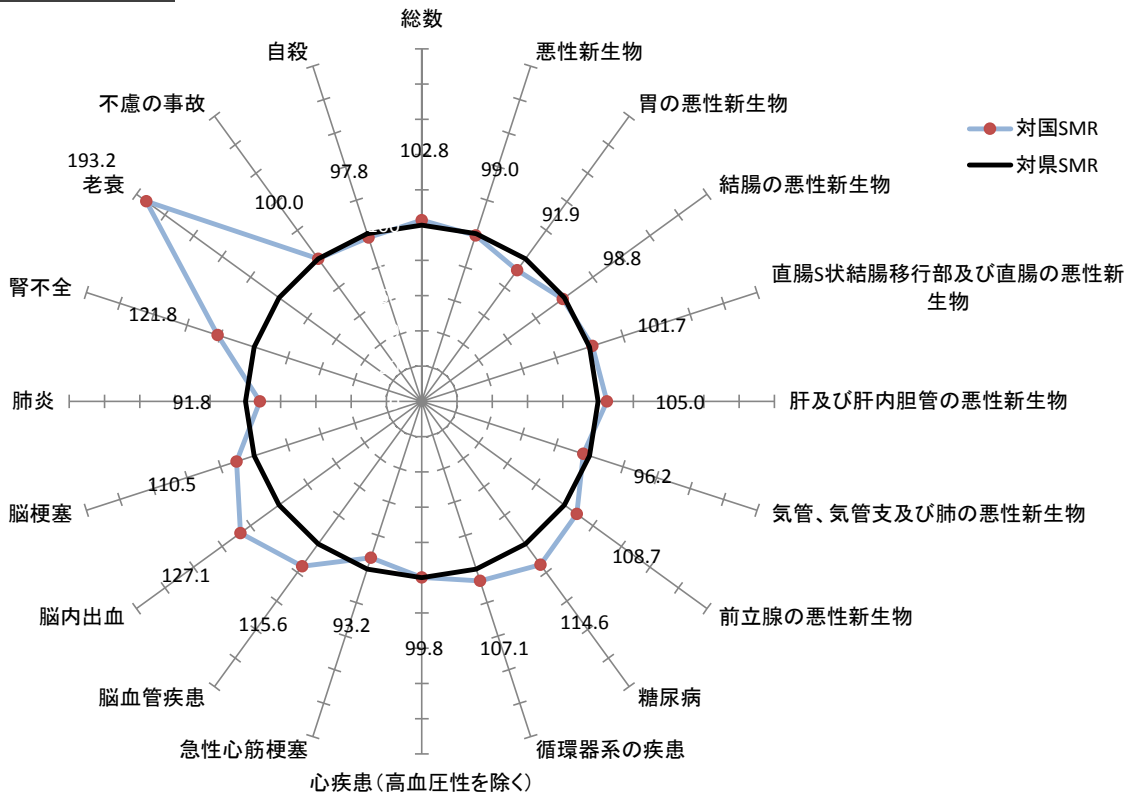 総数
自殺
悪性新生物
不慮の事故
胃の悪性新生物
対国SMR
対県SMR
193.2
老衰
102.8
97.8
99.0
100.0
91.9
結腸の悪性新生物
100
98.8
腎不全
121.8
直腸S状結腸移行部及び直腸の悪性新
生物
101.7
肺炎
91.8
105.0
肝及び肝内胆管の悪性新生物
脳梗塞
110.5
96.2
気管、気管支及び肺の悪性新生物
脳内出血
127.1
108.7
前立腺の悪性新生物
脳血管疾患
115.6
93.2
99.8
107.1
114.6
糖尿病
急性心筋梗塞
循環器系の疾患
心疾患(高血圧性を除く)